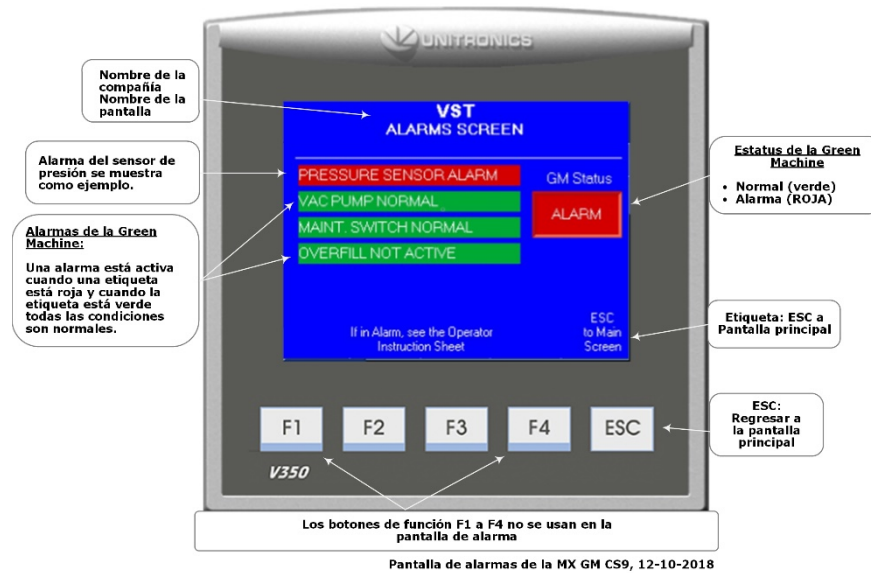 UNITRONICS
Nombre de la
compañía
Nombre de la
pantalla
VST
ALARMS SCREEN
Alarma del sensor de
presión se muestra
como ejemplo.
PRESSURE SENSOR ALARM
VAC PUMP NORMAL
MAINT. SWITCH NORMAL
OVERFILL NOT ACTIVE
GM Status
ALARM
Estatus de la Green
Machine
• Normal (verde)
• Alarma (ROJA)
Alarmas de la Green
Machine:
Una alarma está activa
cuando una etiqueta
está roja y cuando la
etiqueta está verde
todas las condiciones
son normales.
If in Alarm, see the Operator
Instruction Sheet
ESC
to Main
Screen
Etiqueta: ESC a
Pantalla principal
F1
F2
F3
F4
ESC
ESC:
Regresar a
la pantalla
principal
V350
Los botones de función F1 a F4 no se usan en la
pantalla de alarma
Pantalla de alarmas de la MX GM CS9, 12-10-2018